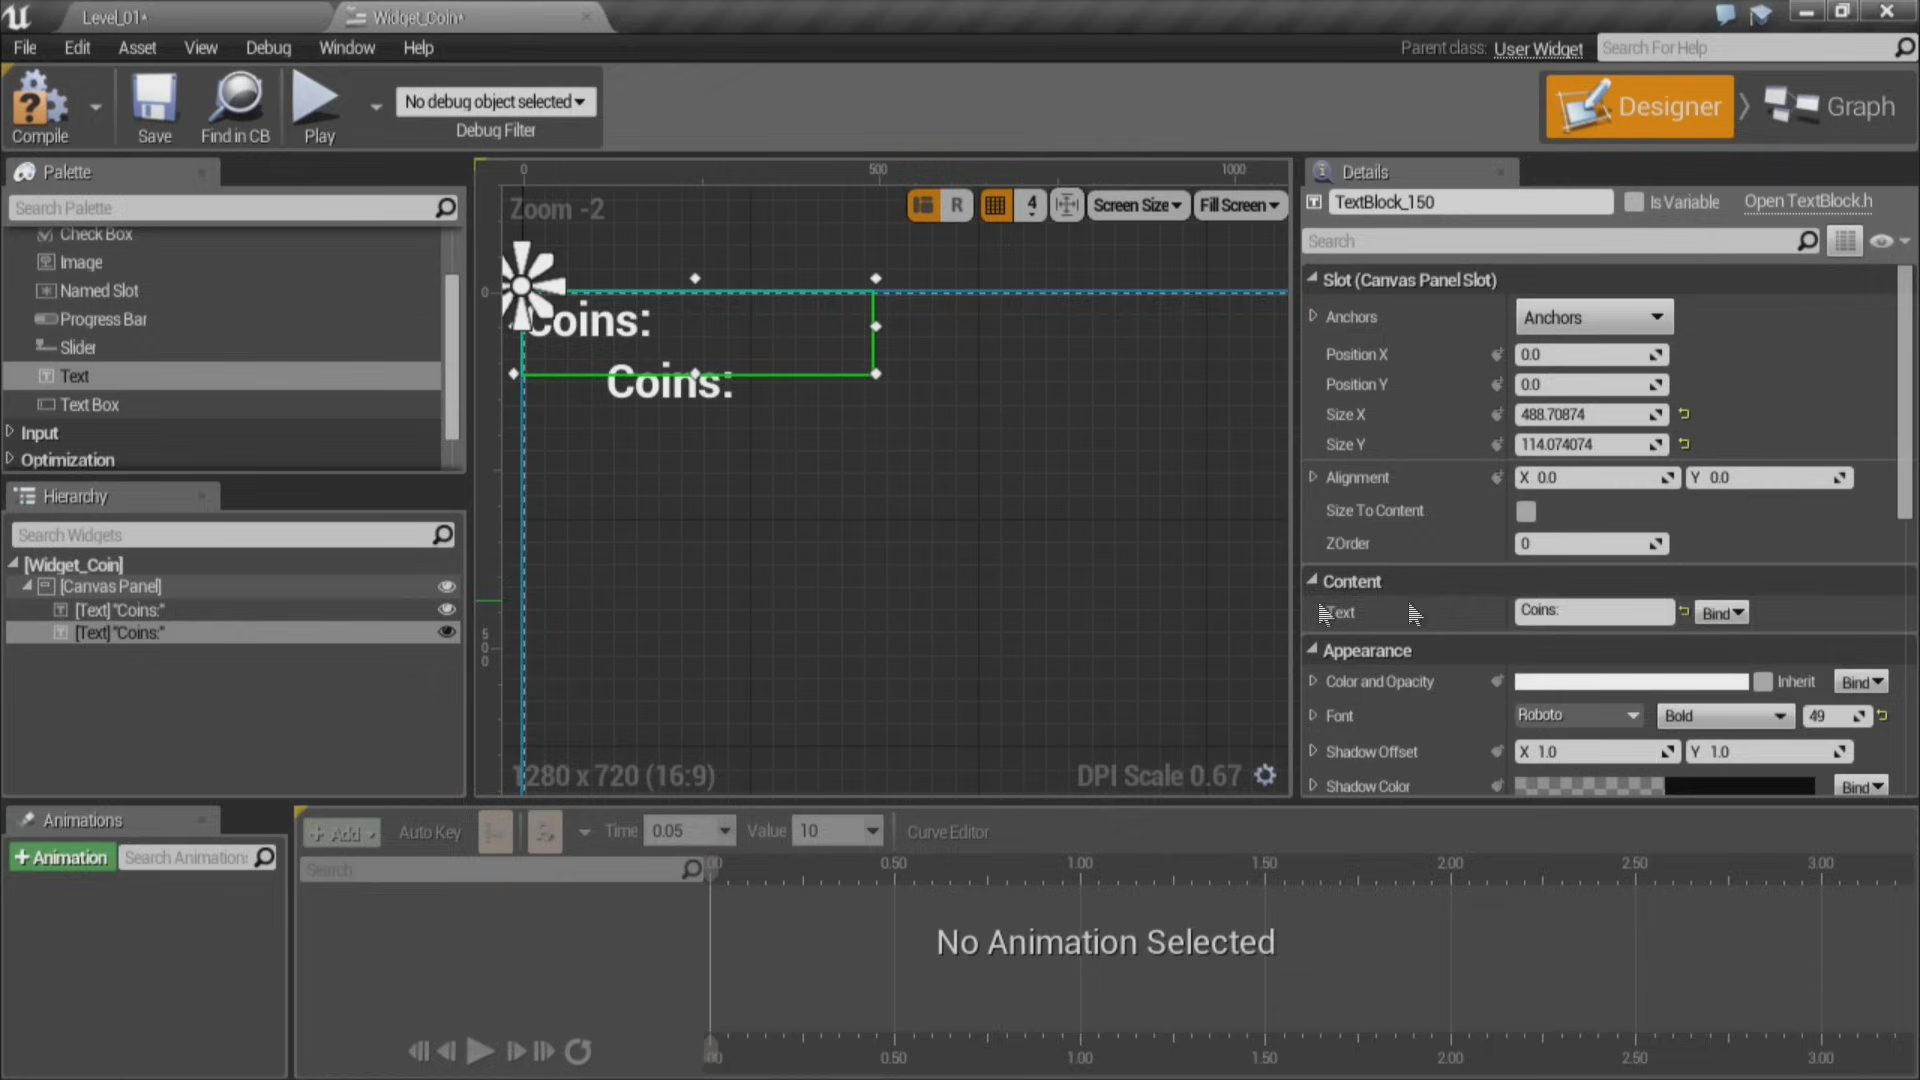 Level_01*
Widget_Coin*
File Edit Asset View Debug Window Help
Parent class: User Widget
Search For Help
Compile
Save
Find in CB
Play
No debug object selected
Debug Filter
Designer
Graph
Palette
Search Palette
Check Box
Image
Named Slot
Progress Bar
Slider
Text
Text Box
Input
Optimization
Hierarchy
Search Widgets
[Widget_Coin]
[Canvas Panel]
[Text] "Coins:"
[Text] "Coins:"
0 500 1000
Zoom -2
R
4
Screen Size
Fill Screen
0
Coins:
Coins:
5
0
0
1280 x 720 (16:9)
DPI Scale 0.67
Details
TextBlock_150
Is Variable
Open TextBlock.h
Search
Slot (Canvas Panel Slot)
Anchors Anchors
Position X 0.0
Position Y 0.0
Size X 488.70874
Size Y 114.074074
Alignment X 0.0 Y 0.0
Size To Content
ZOrder 0
Content
Text Coins: Bind
Appearance
Color and Opacity Inherit Bind
Font Roboto Bold 49
Shadow Offset X 1.0 Y 1.0
Shadow Color Bind
Animations
+ Animation
Search Animation
+ Add
Auto Key
Time 0.05
Value 10
Curve Editor
Search
0.50 1.00 1.50 2.00 2.50 3.00
No Animation Selected
0.50 1.00 1.50 2.00 2.50 3.00